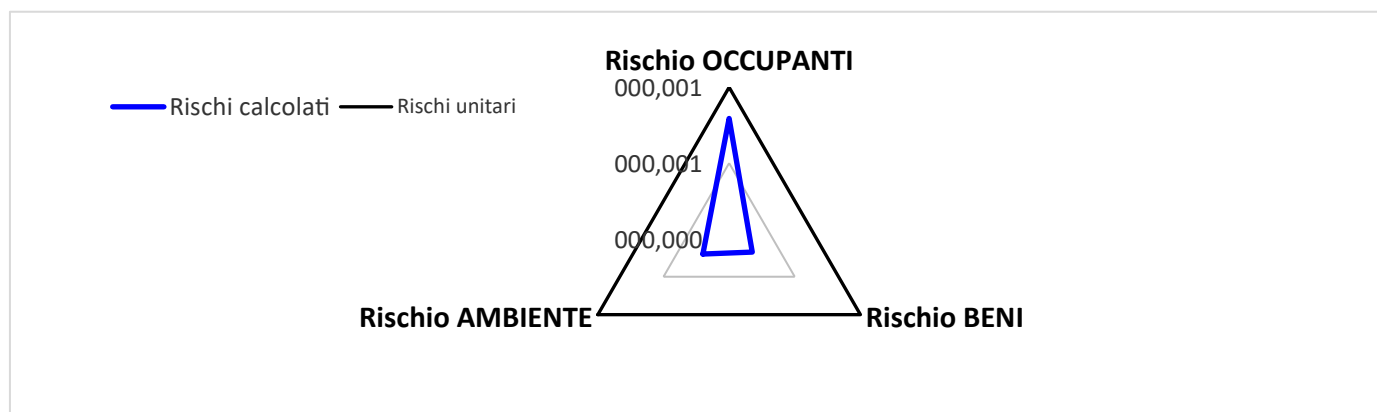 Rischio OCCUPANTI
000,001
Rischi calcolati
Rischi unitari
000,001
000,000
Rischio AMBIENTE
Rischio BENI